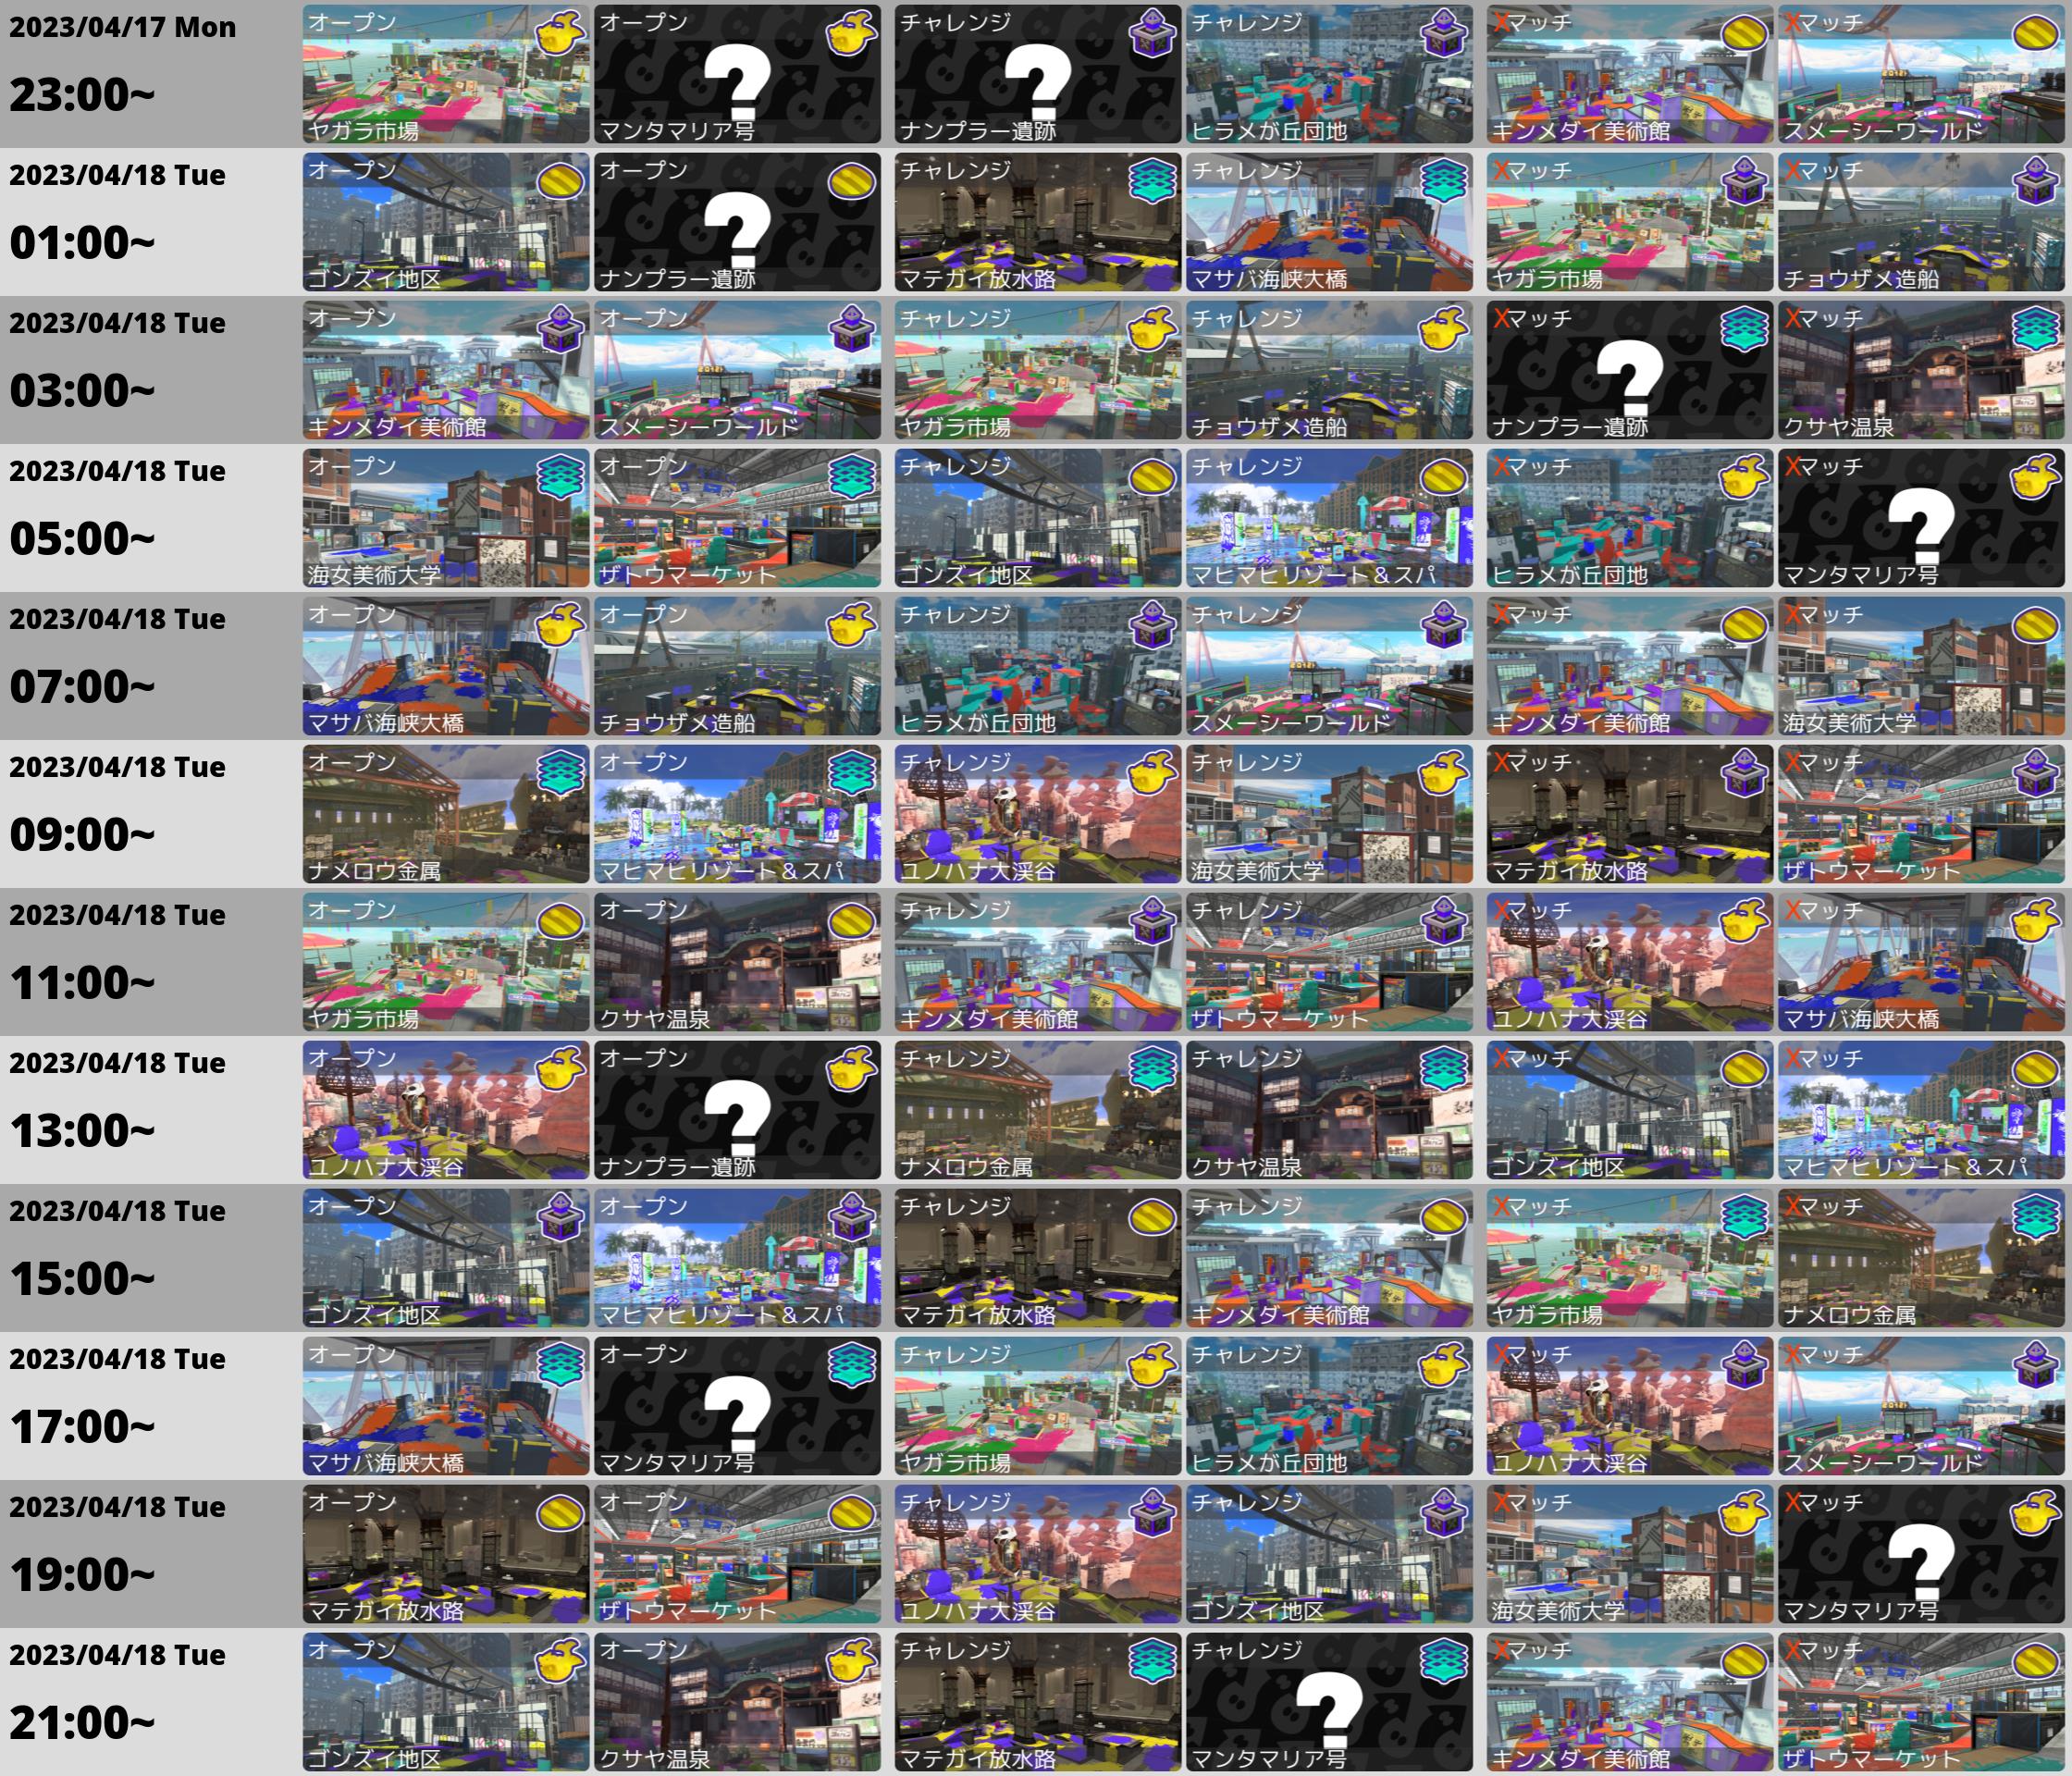 2023/04/17 Mon
23:00~
オープン
ヤガラ市場
オープン
マンタマリア号
チャレンジ
ナンプラー遺跡
チャレンジ
ヒラメが丘団地
Xマッチ
キンメダイ美術館
Xマッチ
スメーシーワールド
2023/04/18 Tue
01:00~
オープン
ゴンズイ地区
オープン
ナンプラー遺跡
チャレンジ
マテガイ放水路
チャレンジ
マサバ海峡大橋
Xマッチ
ヤガラ市場
Xマッチ
チョウザメ造船
2023/04/18 Tue
03:00~
オープン
キンメダイ美術館
オープン
スメーシーワールド
チャレンジ
ヤガラ市場
チャレンジ
チョウザメ造船
Xマッチ
ナンプラー遺跡
Xマッチ
クサヤ温泉
2023/04/18 Tue
05:00~
オープン
海女美術大学
オープン
ザトウマーケット
チャレンジ
ゴンズイ地区
チャレンジ
マヒマヒリゾート＆スパ
Xマッチ
ヒラメが丘団地
Xマッチ
マンタマリア号
2023/04/18 Tue
07:00~
オープン
マサバ海峡大橋
オープン
チョウザメ造船
チャレンジ
ヒラメが丘団地
チャレンジ
スメーシーワールド
Xマッチ
キンメダイ美術館
Xマッチ
海女美術大学
2023/04/18 Tue
09:00~
オープン
ナメロウ金属
オープン
マヒマヒリゾート＆スパ
チャレンジ
ユノハナ大渓谷
チャレンジ
海女美術大学
Xマッチ
マテガイ放水路
Xマッチ
ザトウマーケット
2023/04/18 Tue
11:00~
オープン
ヤガラ市場
オープン
クサヤ温泉
チャレンジ
キンメダイ美術館
チャレンジ
ザトウマーケット
Xマッチ
ユノハナ大渓谷
Xマッチ
マサバ海峡大橋
2023/04/18 Tue
13:00~
オープン
ユノハナ大渓谷
オープン
ナンプラー遺跡
チャレンジ
ナメロウ金属
チャレンジ
クサヤ温泉
Xマッチ
ゴンズイ地区
Xマッチ
マヒマヒリゾート＆スパ
2023/04/18 Tue
15:00~
オープン
ゴンズイ地区
オープン
マヒマヒリゾート＆スパ
チャレンジ
マテガイ放水路
チャレンジ
キンメダイ美術館
Xマッチ
ヤガラ市場
Xマッチ
ナメロウ金属
2023/04/18 Tue
17:00~
オープン
マサバ海峡大橋
オープン
マンタマリア号
チャレンジ
ヤガラ市場
チャレンジ
ヒラメが丘団地
Xマッチ
ユノハナ大渓谷
Xマッチ
スメーシーワールド
2023/04/18 Tue
19:00~
オープン
マテガイ放水路
オープン
ザトウマーケット
チャレンジ
ユノハナ大渓谷
チャレンジ
ゴンズイ地区
Xマッチ
海女美術大学
Xマッチ
マンタマリア号
2023/04/18 Tue
21:00~
オープン
ゴンズイ地区
オープン
クサヤ温泉
チャレンジ
マテガイ放水路
チャレンジ
マンタマリア号
Xマッチ
キンメダイ美術館
Xマッチ
ザトウマーケット